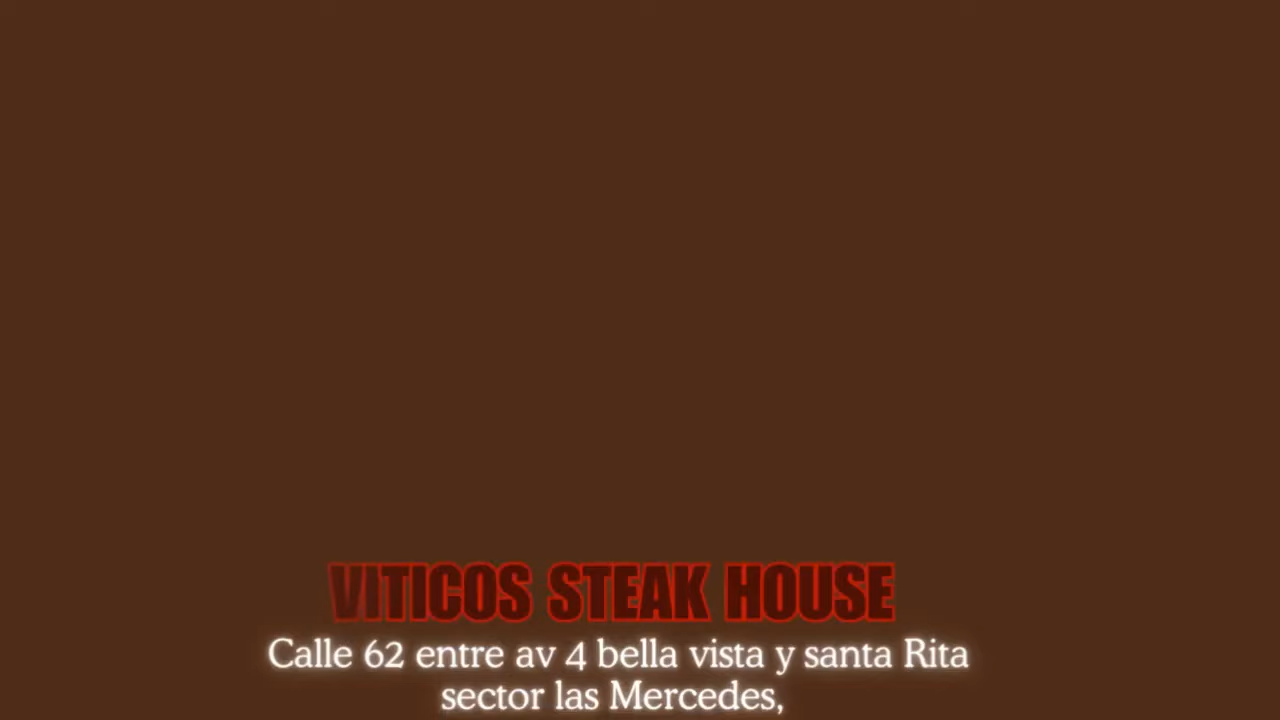 VITICOS STEAK HOUSE
Calle 62 entre av 4 bella vista y santa Rita
sector las Mercedes,